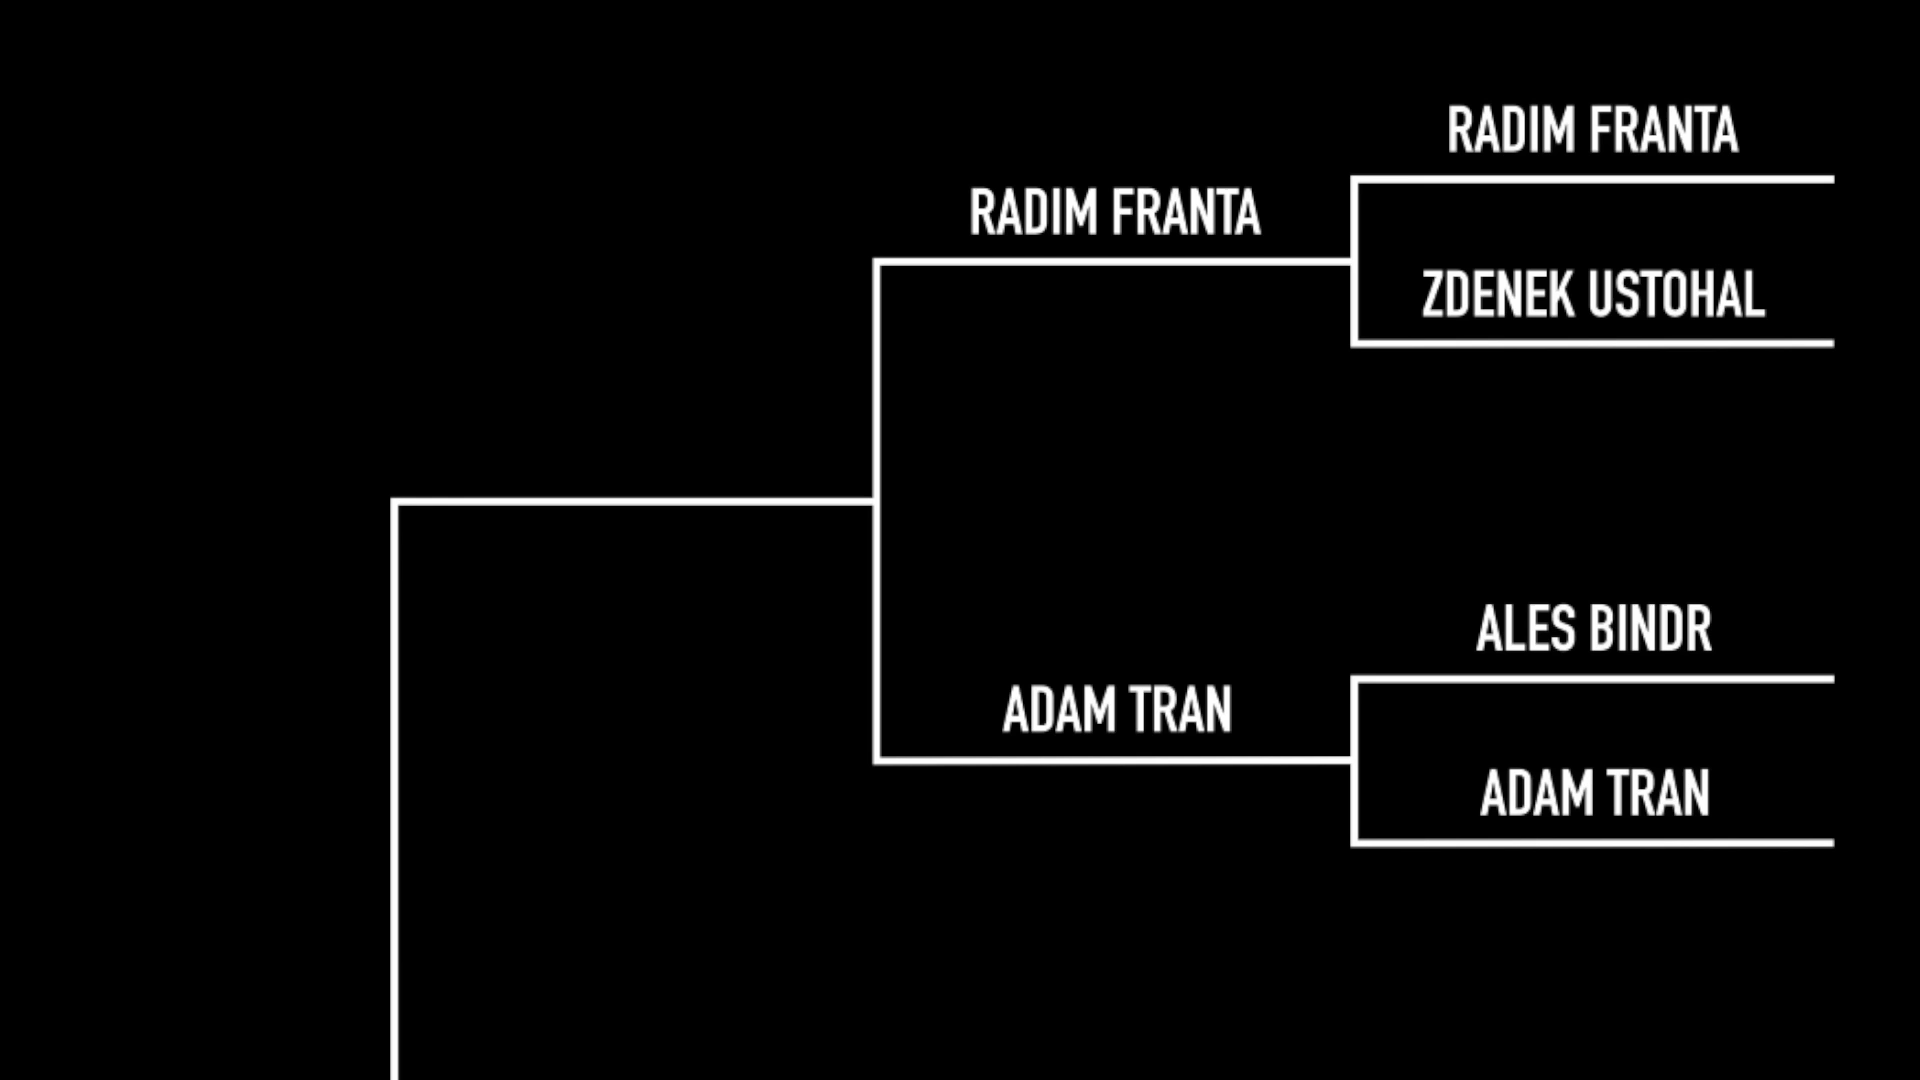 RADIM FRANTA
RADIM FRANTA
ZDENEK USTOHAL
ALES BINDR
ADAM TRAN
ADAM TRAN